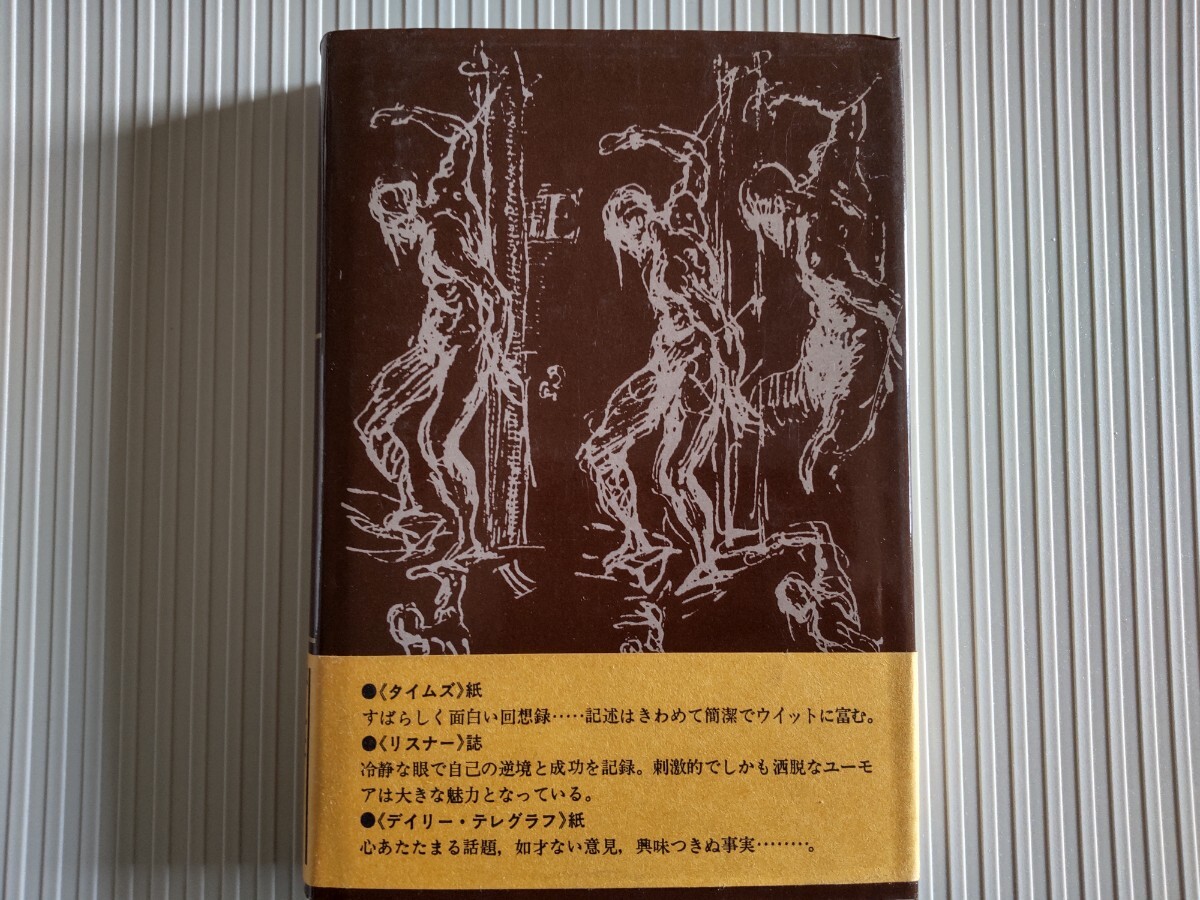 ●《タイムズ》紙
すばらしく面白い回想録‥‥‥記述はきわめて簡潔でウイットに富む。
●《リスナー》誌
冷静な眼で自己の逆境と成功を記録。刺激的でしかも洒脱なユーモ
アは大きな魅力となっている。
●《デイリー・テレグラフ》紙
心あたたまる話題，如才ない意見，興味つきぬ事実………。